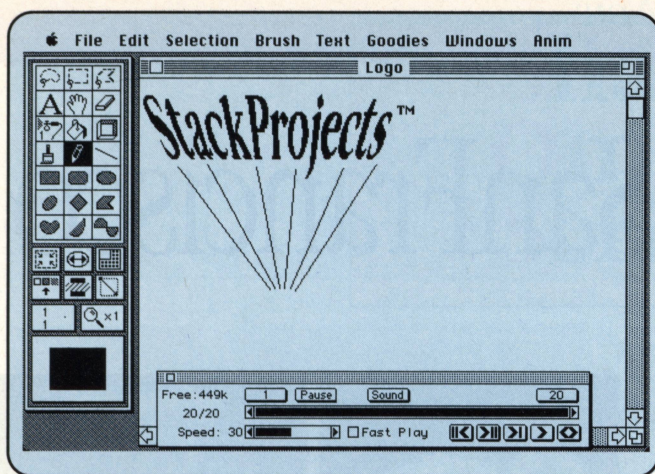 File Edit Selection Brush Text Goodies Windows Anim
Logo
A
StackProjects™
1
1
x1
Free:449k 1 Pause Sound 20
20/20
Speed: 30 Fast Play